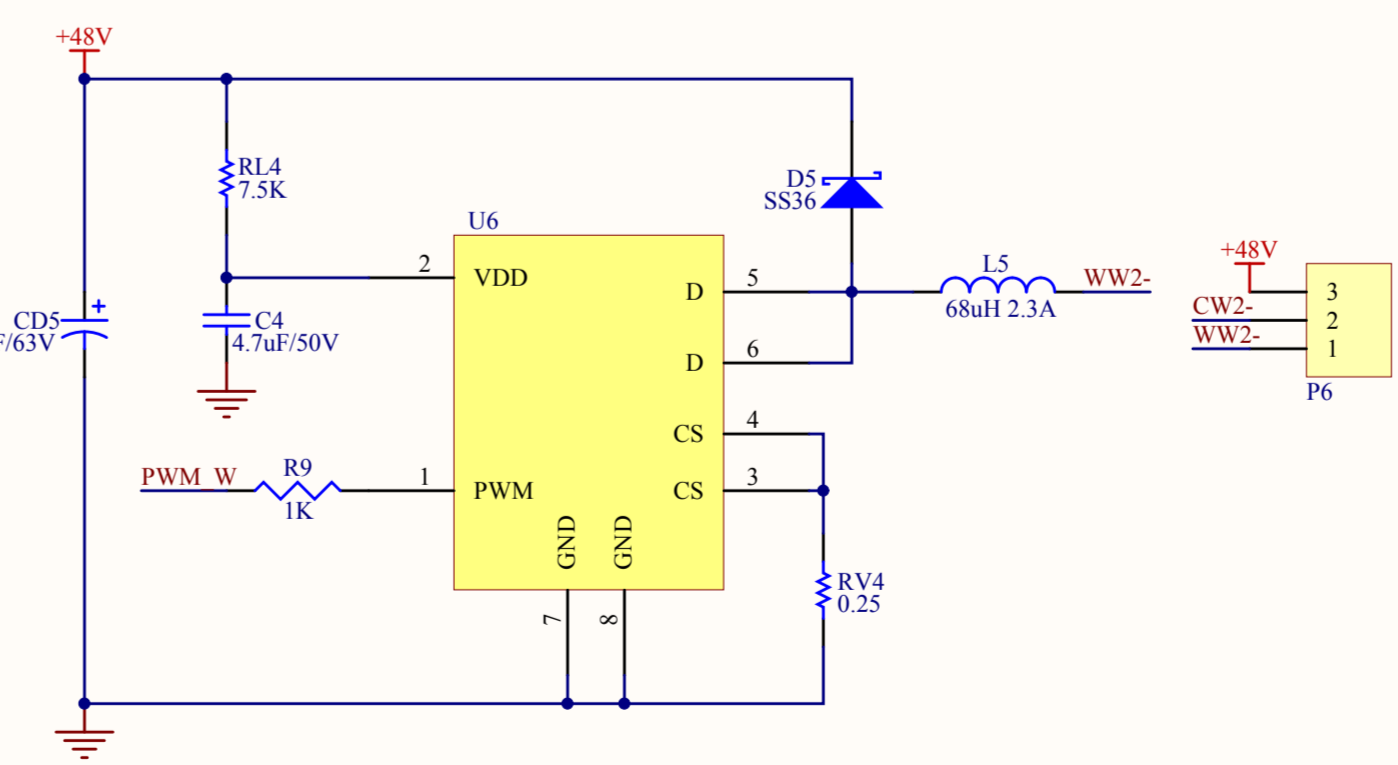 +48V
RL4
7.5K
D5
SS36
U6
2
VDD
D
5
L5
68uH 2.3A
WW2-
+48V
3
CW2-
2
WW2-
1
P6
CD5
+
F/63V
C4
4.7uF/50V
D
6
CS
4
PWM_W
R9
1K
1
PWM
CS
3
GND
GND
7
8
RV4
0.25